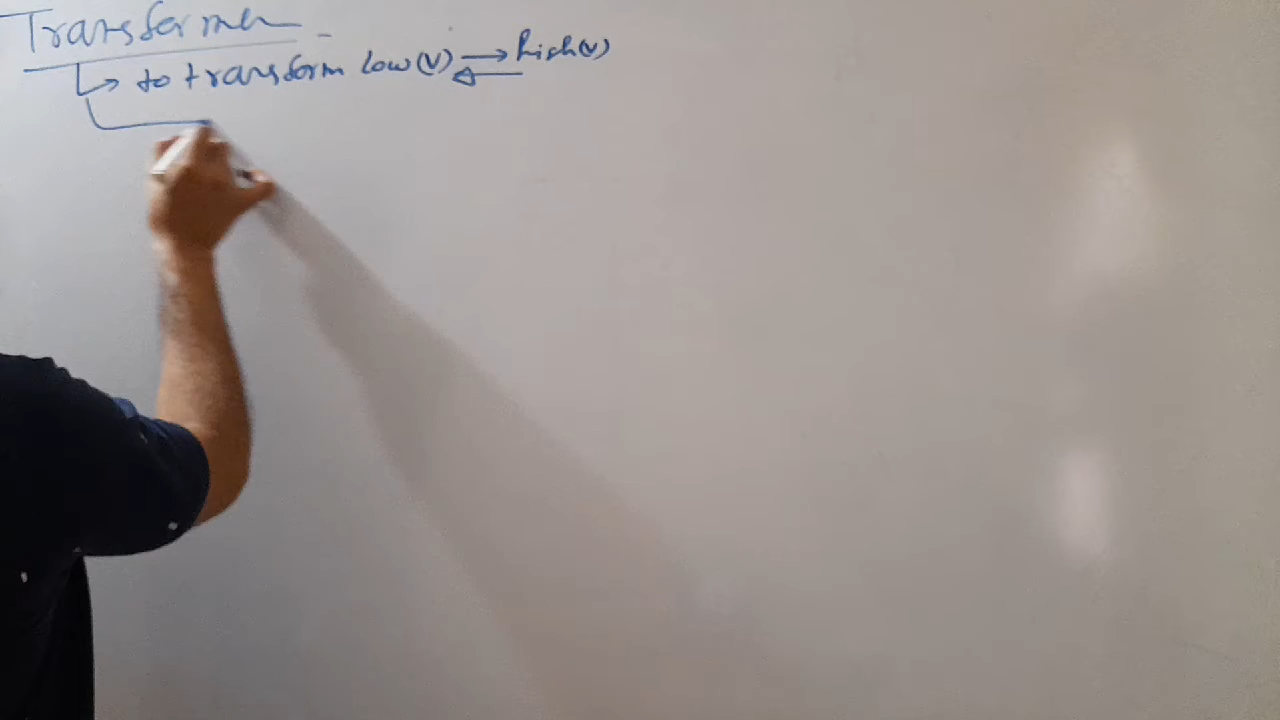 Transformer -
→ to transform low (v) ⇄ high (v)